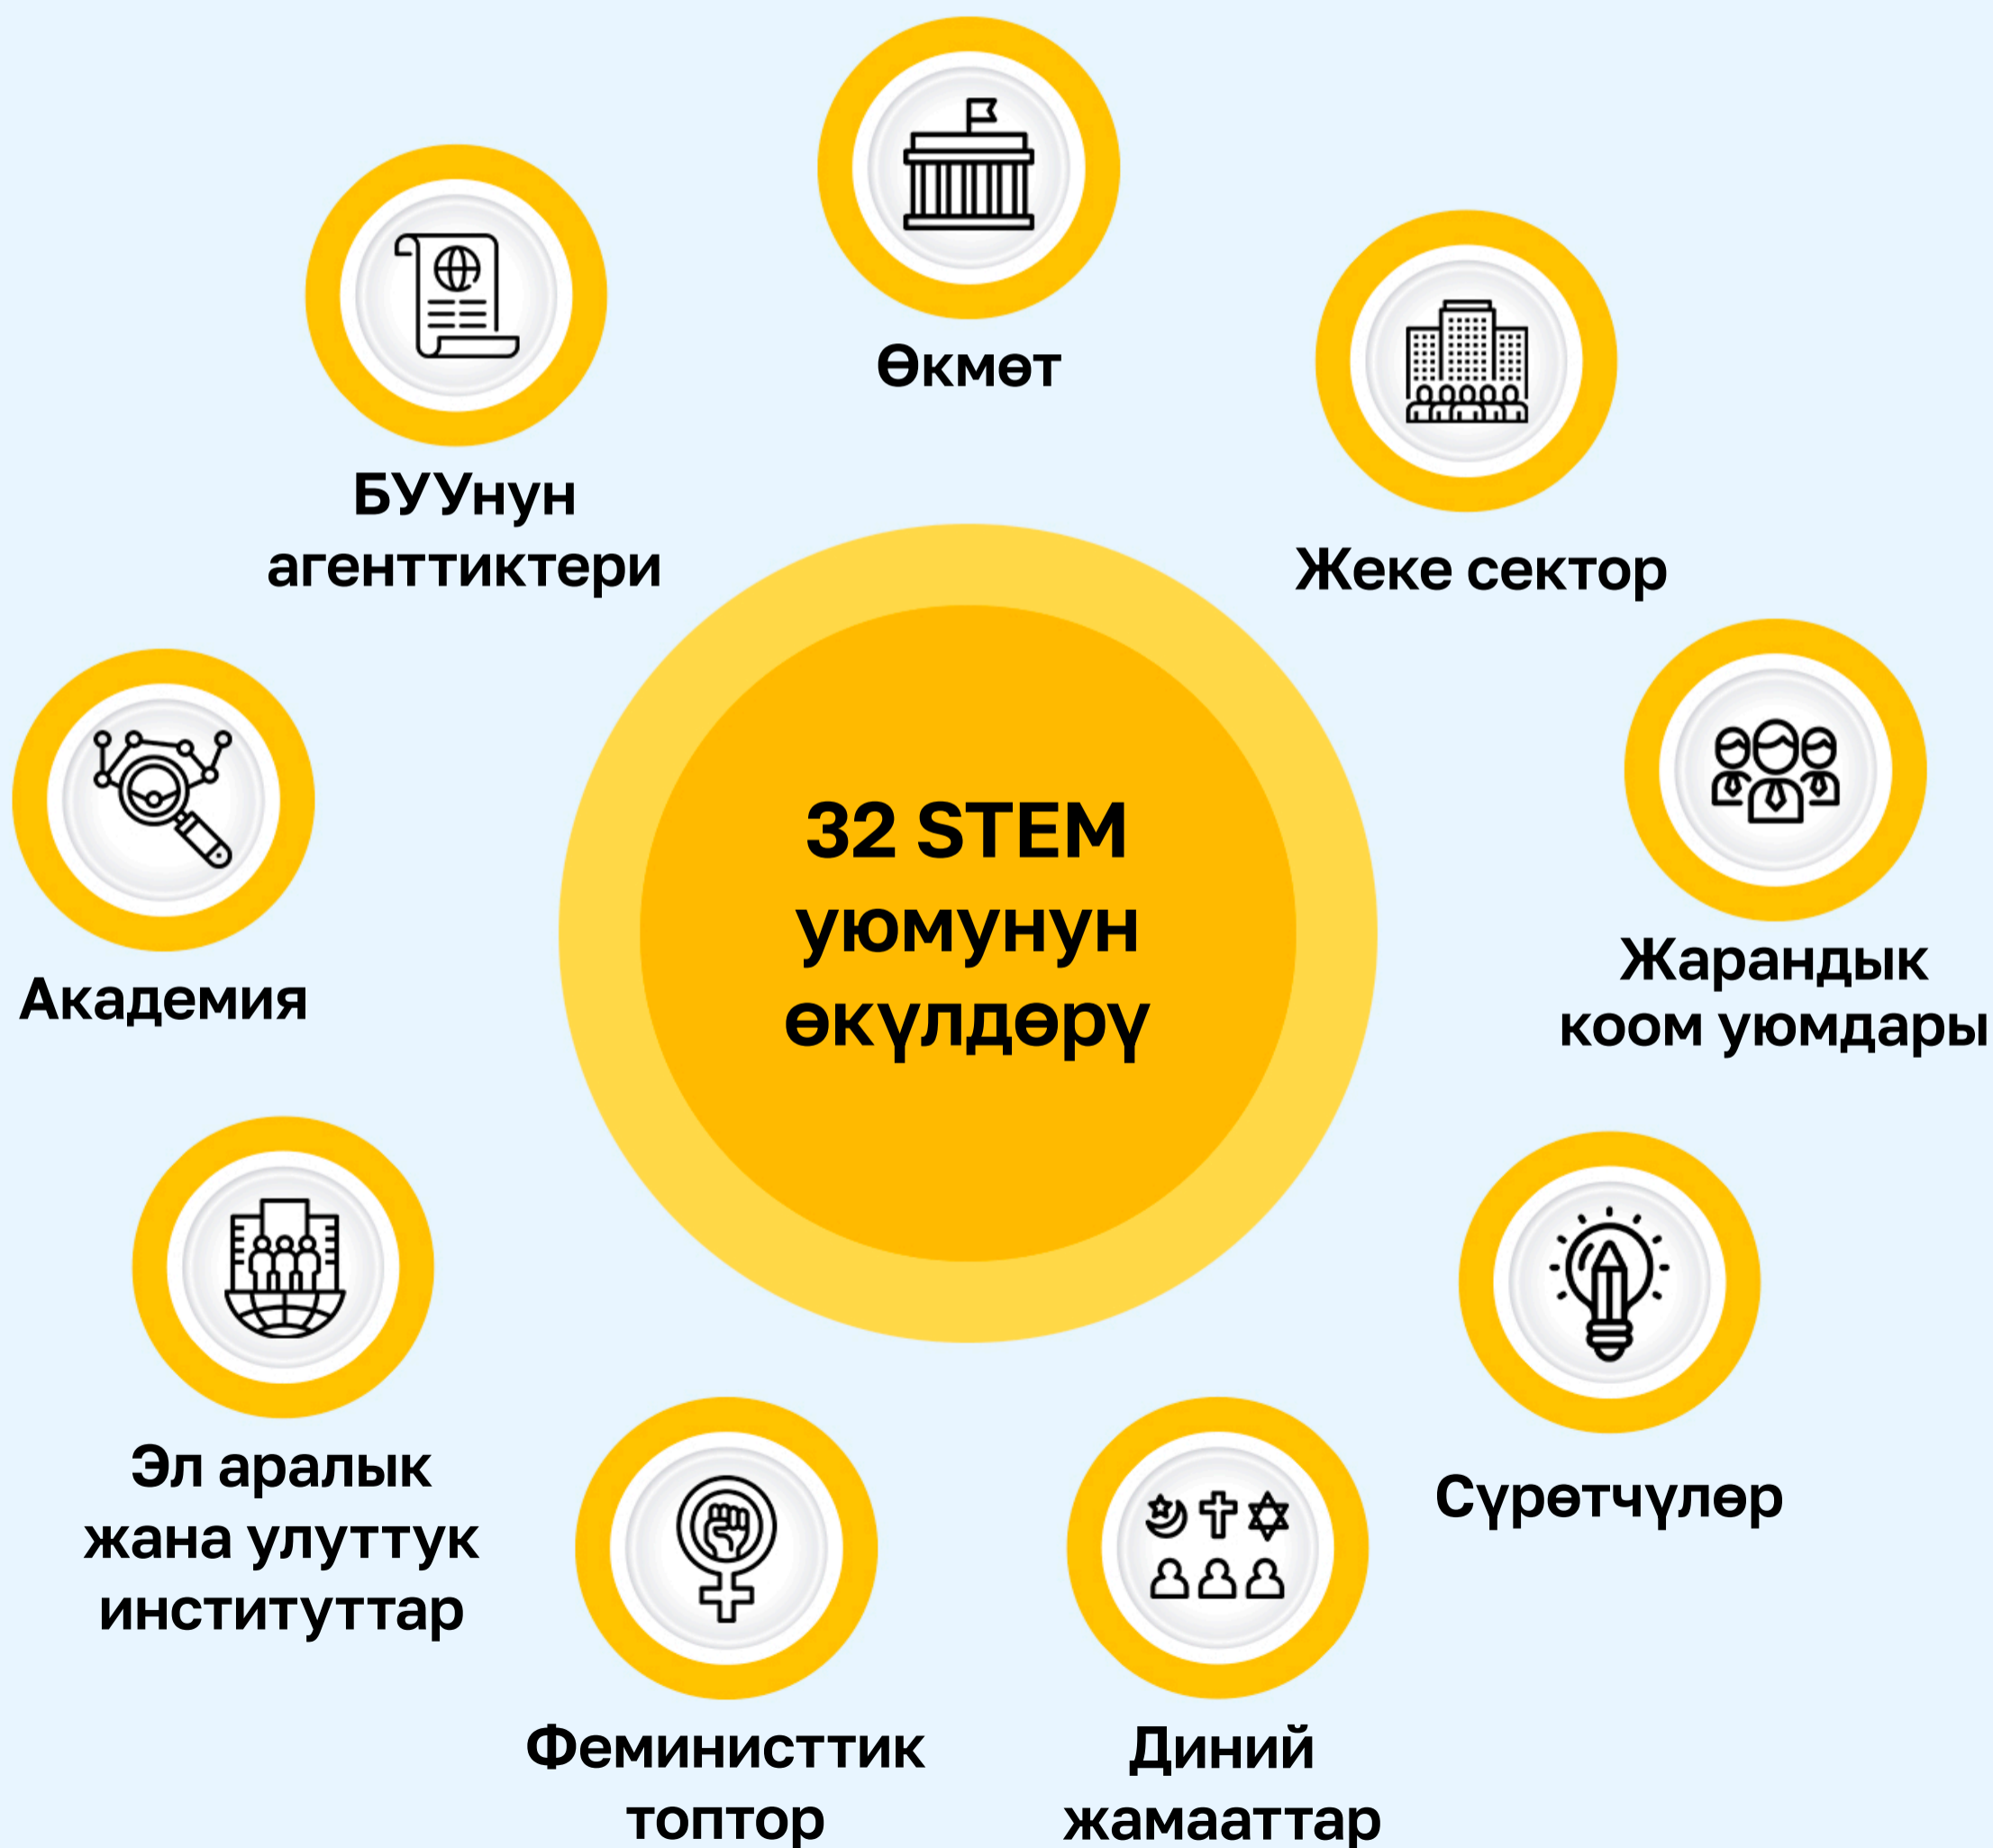 Өкмөт
БУУнун
агенттиктери
Жеке сектор
32 STEM
уюмунун
өкүлдөрү
Академия
Жарандык
коом уюмдары
Эл аралык
жана улуттук
институттар
Сүрөтчүлөр
Феминисттик
топтор
Диний
жамааттар